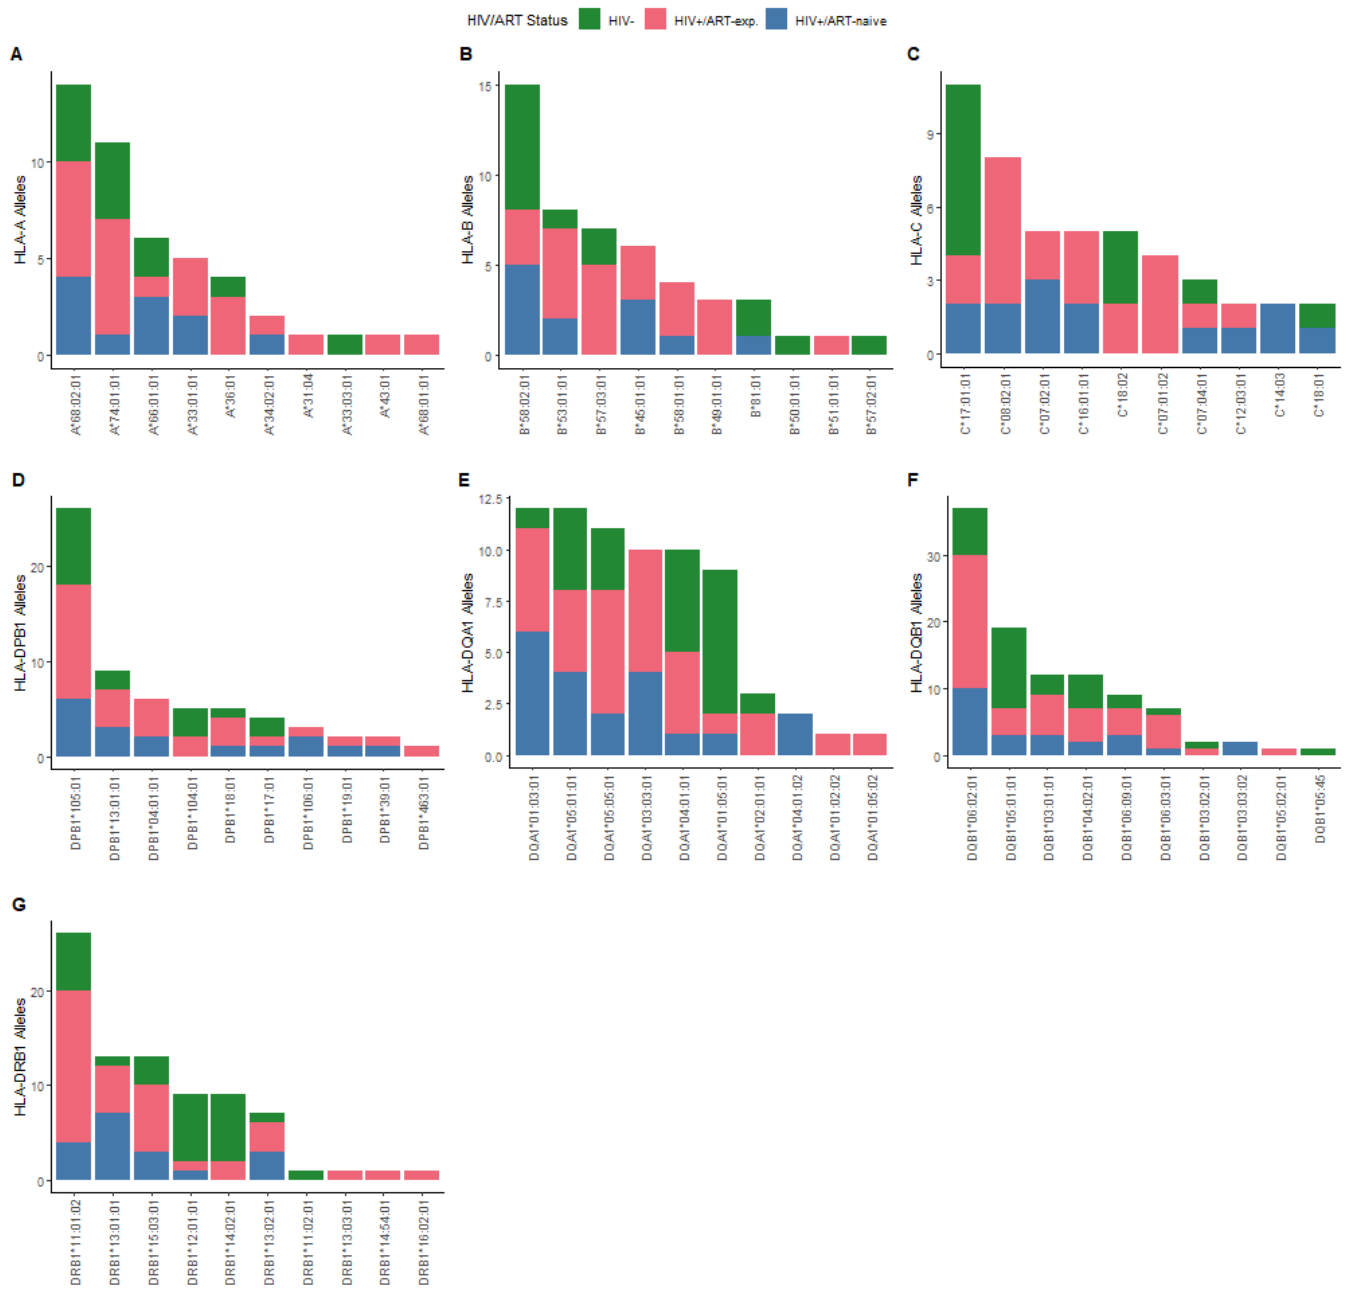 HIV/ART Status HIV- HIV+/ART-exp. HIV+/ART-naive
A
HLA-A Alleles
10
5
0
A*68:02:01
A*74:01:01
A*66:01:01
A*33:01:01
A*36:01
A*34:02:01
A*31:04
A*33:03:01
A*43:01
A*68:01:01
B
HLA-B Alleles
15
10
5
0
B*58:02:01
B*53:01:01
B*57:03:01
B*45:01:01
B*58:01:01
B*49:01:01
B*81:01
B*50:01:01
B*51:01:01
B*57:02:01
C
HLA-C Alleles
9
6
3
0
C*17:01:01
C*08:02:01
C*07:02:01
C*16:01:01
C*18:02
C*07:01:02
C*07:04:01
C*12:03:01
C*14:03
C*18:01
D
HLA-DPB1 Alleles
20
10
0
DPB1*105:01
DPB1*13:01:01
DPB1*04:01:01
DPB1*104:01
DPB1*18:01
DPB1*17:01
DPB1*106:01
DPB1*19:01
DPB1*39:01
DPB1*463:01
E
HLA-DQA1 Alleles
12.5
10.0
7.5
5.0
2.5
0.0
DQA1*01:03:01
DQA1*05:01:01
DQA1*05:05:01
DQA1*03:03:01
DQA1*04:01:01
DQA1*01:05:01
DQA1*02:01:01
DQA1*04:01:02
DQA1*01:02:02
DQA1*01:05:02
F
HLA-DQB1 Alleles
30
20
10
0
DQB1*06:02:01
DQB1*05:01:01
DQB1*03:01:01
DQB1*04:02:01
DQB1*06:09:01
DQB1*06:03:01
DQB1*03:02:01
DQB1*03:03:02
DQB1*05:02:01
DQB1*05:45
G
HLA-DRB1 Alleles
20
10
0
DRB1*11:01:02
DRB1*13:01:01
DRB1*15:03:01
DRB1*12:01:01
DRB1*14:02:01
DRB1*13:02:01
DRB1*11:02:01
DRB1*13:03:01
DRB1*14:54:01
DRB1*16:02:01